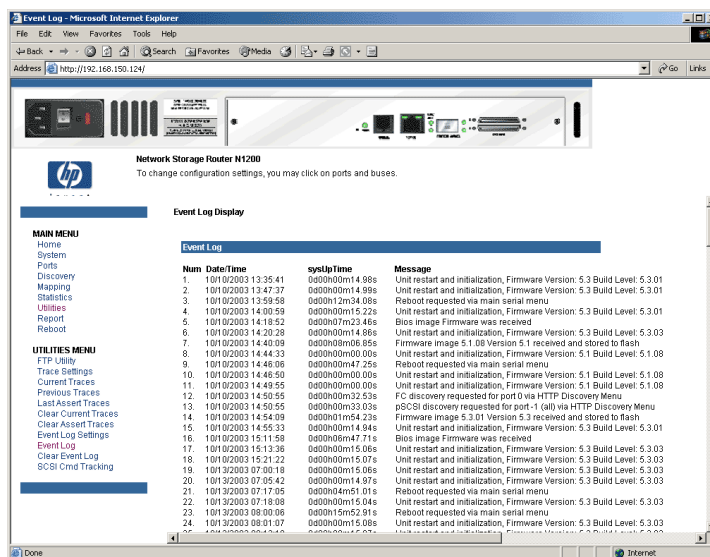 Event Log - Microsoft Internet Explorer
File Edit View Favorites Tools Help
Back Search Favorites Media
Address http://192.168.150.124/ Go Links
hp
Network Storage Router N1200
To change configuration settings, you may click on ports and buses.
Event Log Display
MAIN MENU
Home
System
Ports
Discovery
Mapping
Statistics
Utilities
Report
Reboot
UTILITIES MENU
FTP Utility
Trace Settings
Current Traces
Previous Traces
Last Assert Traces
Clear Current Traces
Clear Assert Traces
Event Log Settings
Event Log
Clear Event Log
SCSI Cmd Tracking
Event Log
Num Date/Time sysUpTime Message
1. 10/10/2003 13:35:41 0d00h00m14.98s Unit restart and initialization, Firmware Version: 5.3 Build Level: 5.3.01
2. 10/10/2003 13:47:37 0d00h00m14.99s Unit restart and initialization, Firmware Version: 5.3 Build Level: 5.3.01
3. 10/10/2003 13:59:58 0d00h12m34.08s Reboot requested via main serial menu
4. 10/10/2003 14:00:59 0d00h00m15.22s Unit restart and initialization, Firmware Version: 5.3 Build Level: 5.3.01
5. 10/10/2003 14:18:52 0d00h07m23.46s Bios image Firmware was received
6. 10/10/2003 14:20:28 0d00h00m14.86s Unit restart and initialization, Firmware Version: 5.3 Build Level: 5.3.03
7. 10/10/2003 14:40:09 0d00h08m06.85s Firmware image 5.1.08 Version 5.1 received and stored to flash
8. 10/10/2003 14:44:33 0d00h00m00.00s Unit restart and initialization, Firmware Version: 5.1 Build Level: 5.1.08
9. 10/10/2003 14:46:06 0d00h00m47.25s Reboot requested via main serial menu
10. 10/10/2003 14:46:50 0d00h00m00.00s Unit restart and initialization, Firmware Version: 5.1 Build Level: 5.1.08
11. 10/10/2003 14:49:55 0d00h00m00.00s Unit restart and initialization, Firmware Version: 5.1 Build Level: 5.1.08
12. 10/10/2003 14:50:55 0d00h00m32.53s FC discovery requested for port 0 via HTTP Discovery Menu
13. 10/10/2003 14:50:55 0d00h00m33.03s pSCSI discovery requested for port -1 (all) via HTTP Discovery Menu
14. 10/10/2003 14:54:09 0d00h01m54.23s Firmware image 5.3.01 Version 5.3 received and stored to flash
15. 10/10/2003 14:55:33 0d00h00m14.94s Unit restart and initialization, Firmware Version: 5.3 Build Level: 5.3.01
16. 10/10/2003 15:11:58 0d00h06m47.71s Bios image Firmware was received
17. 10/10/2003 15:13:36 0d00h00m15.06s Unit restart and initialization, Firmware Version: 5.3 Build Level: 5.3.03
18. 10/10/2003 15:21:22 0d00h00m15.07s Unit restart and initialization, Firmware Version: 5.3 Build Level: 5.3.03
19. 10/13/2003 07:00:18 0d00h00m15.06s Unit restart and initialization, Firmware Version: 5.3 Build Level: 5.3.03
20. 10/13/2003 07:05:42 0d00h00m14.97s Unit restart and initialization, Firmware Version: 5.3 Build Level: 5.3.03
21. 10/13/2003 07:17:05 0d00h04m51.01s Reboot requested via main serial menu
22. 10/13/2003 07:18:08 0d00h00m15.04s Unit restart and initialization, Firmware Version: 5.3 Build Level: 5.3.03
23. 10/13/2003 08:00:06 0d00h15m52.91s Reboot requested via main serial menu
24. 10/13/2003 08:01:07 0d00h00m15.08s Unit restart and initialization, Firmware Version: 5.3 Build Level: 5.3.03
Done Internet